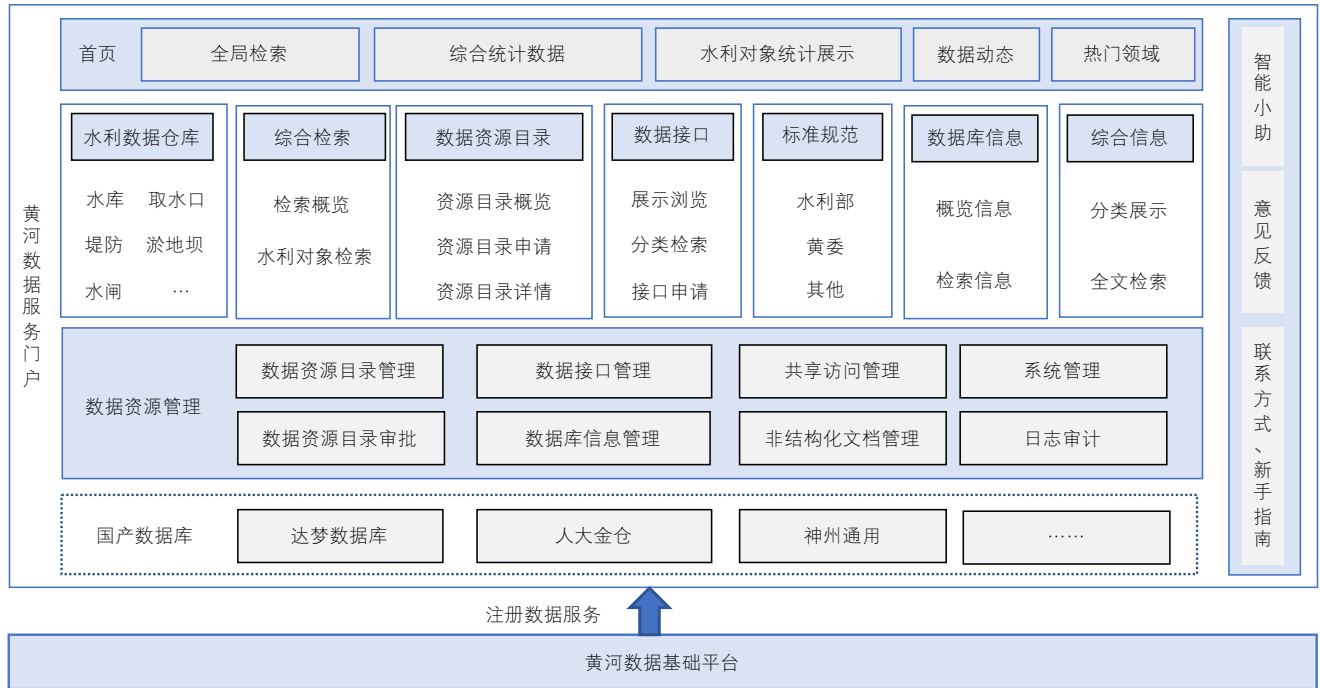 黄河数据服务门户
首页
全局检索
综合统计数据
水利对象统计展示
数据动态
热门领域
水利数据仓库
水库 取水口
堤防 淤地坝
水闸 …
综合检索
检索概览
水利对象检索
数据资源目录
资源目录概览
资源目录申请
资源目录详情
数据接口
展示浏览
分类检索
接口申请
标准规范
水利部
黄委
其他
数据库信息
概览信息
检索信息
综合信息
分类展示
全文检索
数据资源管理
数据资源目录管理
数据接口管理
共享访问管理
系统管理
数据资源目录审批
数据库信息管理
非结构化文档管理
日志审计
国产数据库
达梦数据库
人大金仓
神州通用
……
智能小助
意见反馈
联系方式、新手指南
注册数据服务
黄河数据基础平台